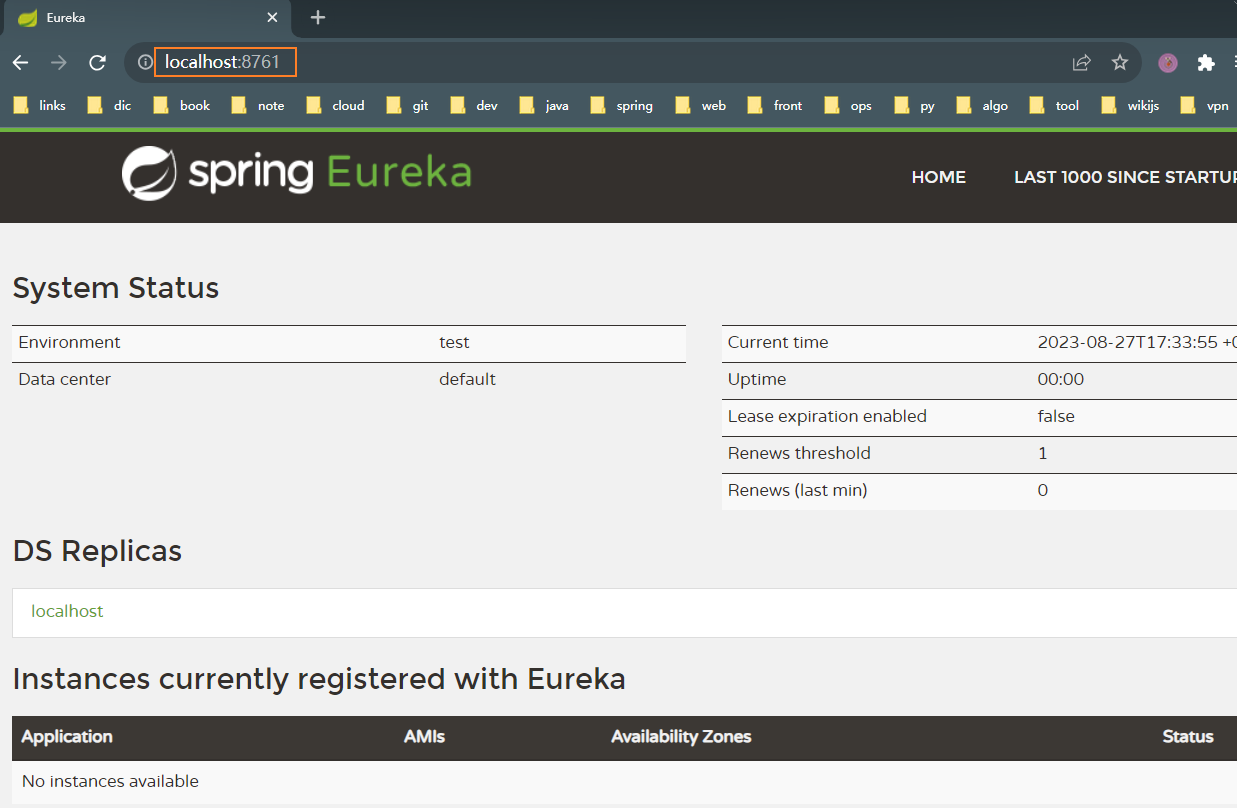 Eureka
localhost:8761
links dic book note cloud git dev java spring web front ops py algo tool wikijs vpn
spring Eureka
HOME LAST 1000 SINCE STARTUP
System Status
Environment test
Data center default
Current time 2023-08-27T17:33:55 +0
Uptime 00:00
Lease expiration enabled false
Renews threshold 1
Renews (last min) 0
DS Replicas
localhost
Instances currently registered with Eureka
Application AMIs Availability Zones Status
No instances available